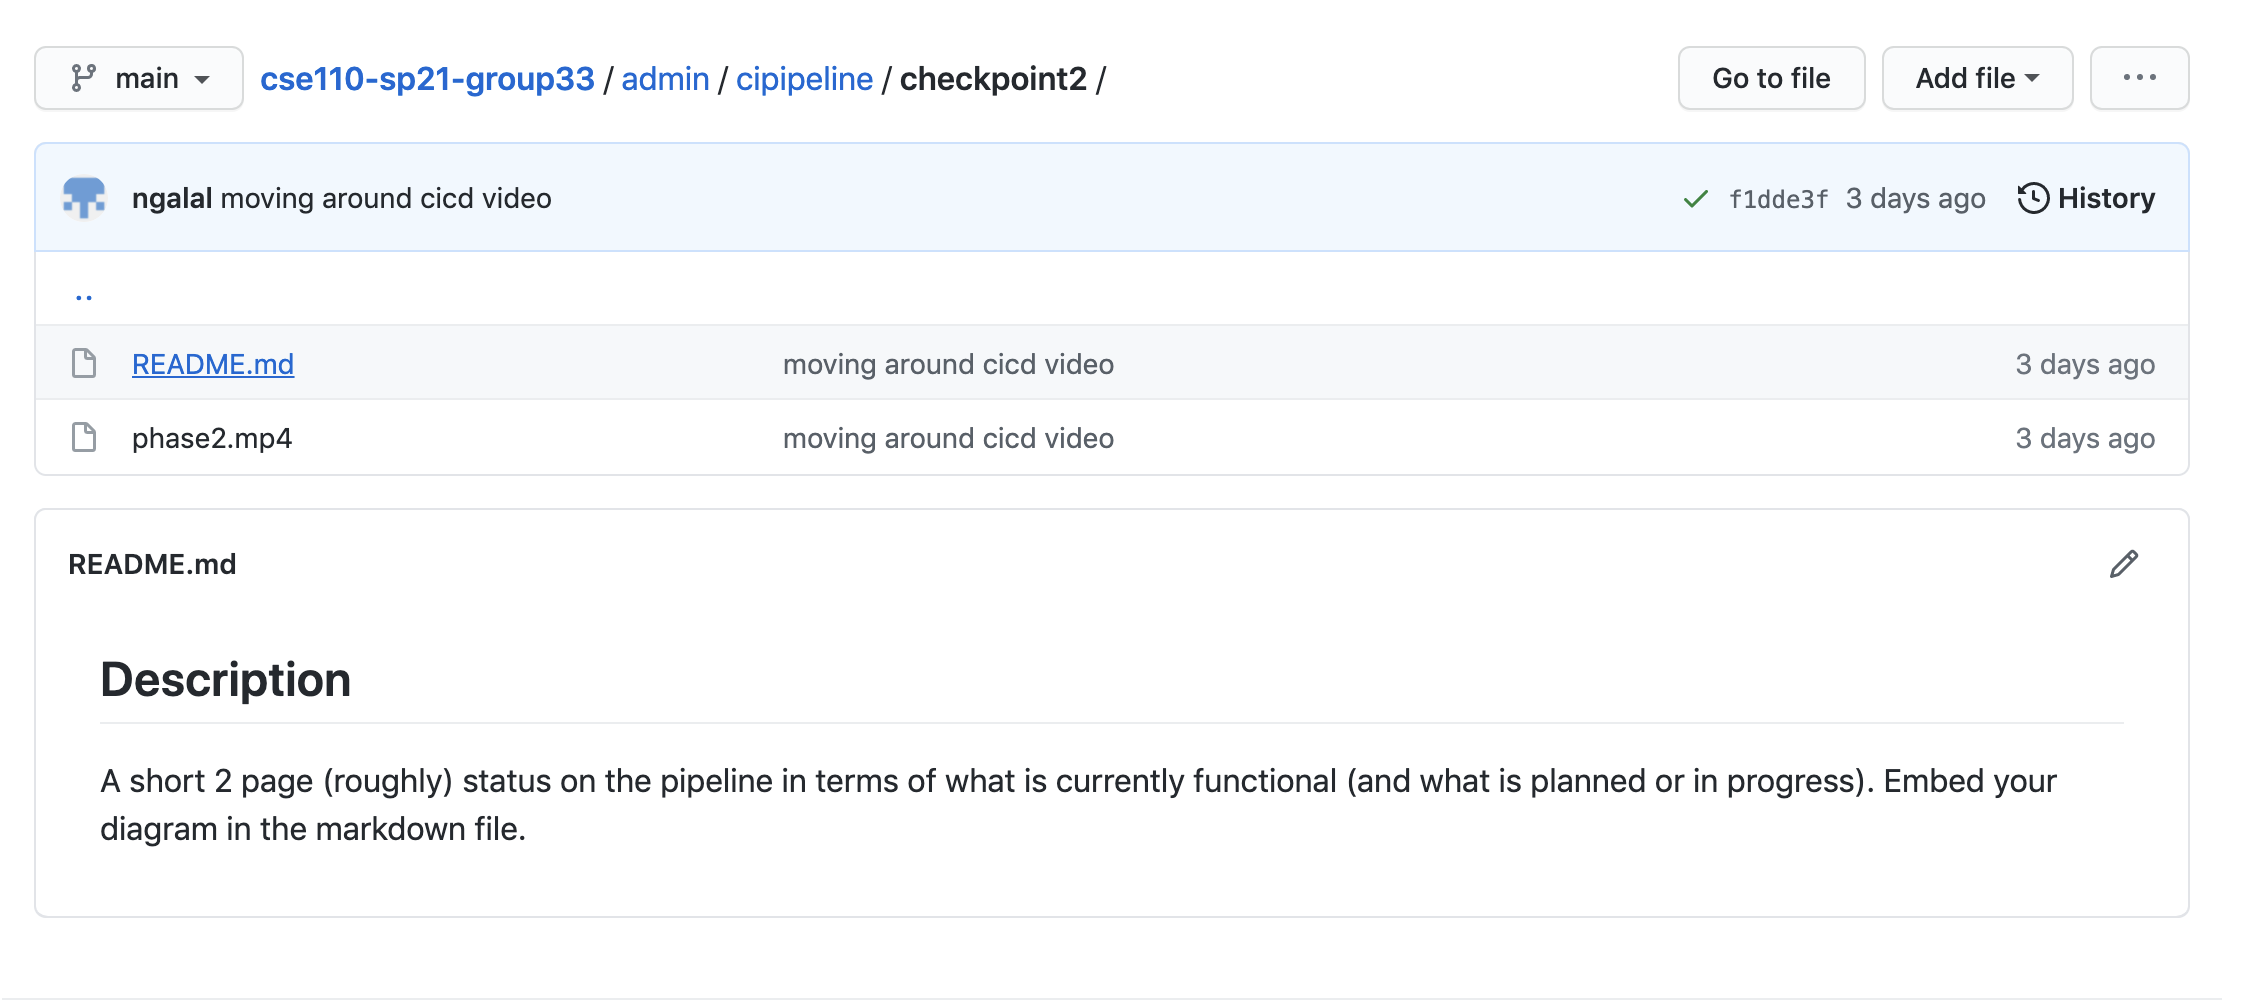 main cse110-sp21-group33 / admin / cipipeline / checkpoint2 / Go to file Add file ...
ngalal moving around cicd video f1dde3f 3 days ago History
..
README.md moving around cicd video 3 days ago
phase2.mp4 moving around cicd video 3 days ago
README.md
Description
A short 2 page (roughly) status on the pipeline in terms of what is currently functional (and what is planned or in progress). Embed your
diagram in the markdown file.